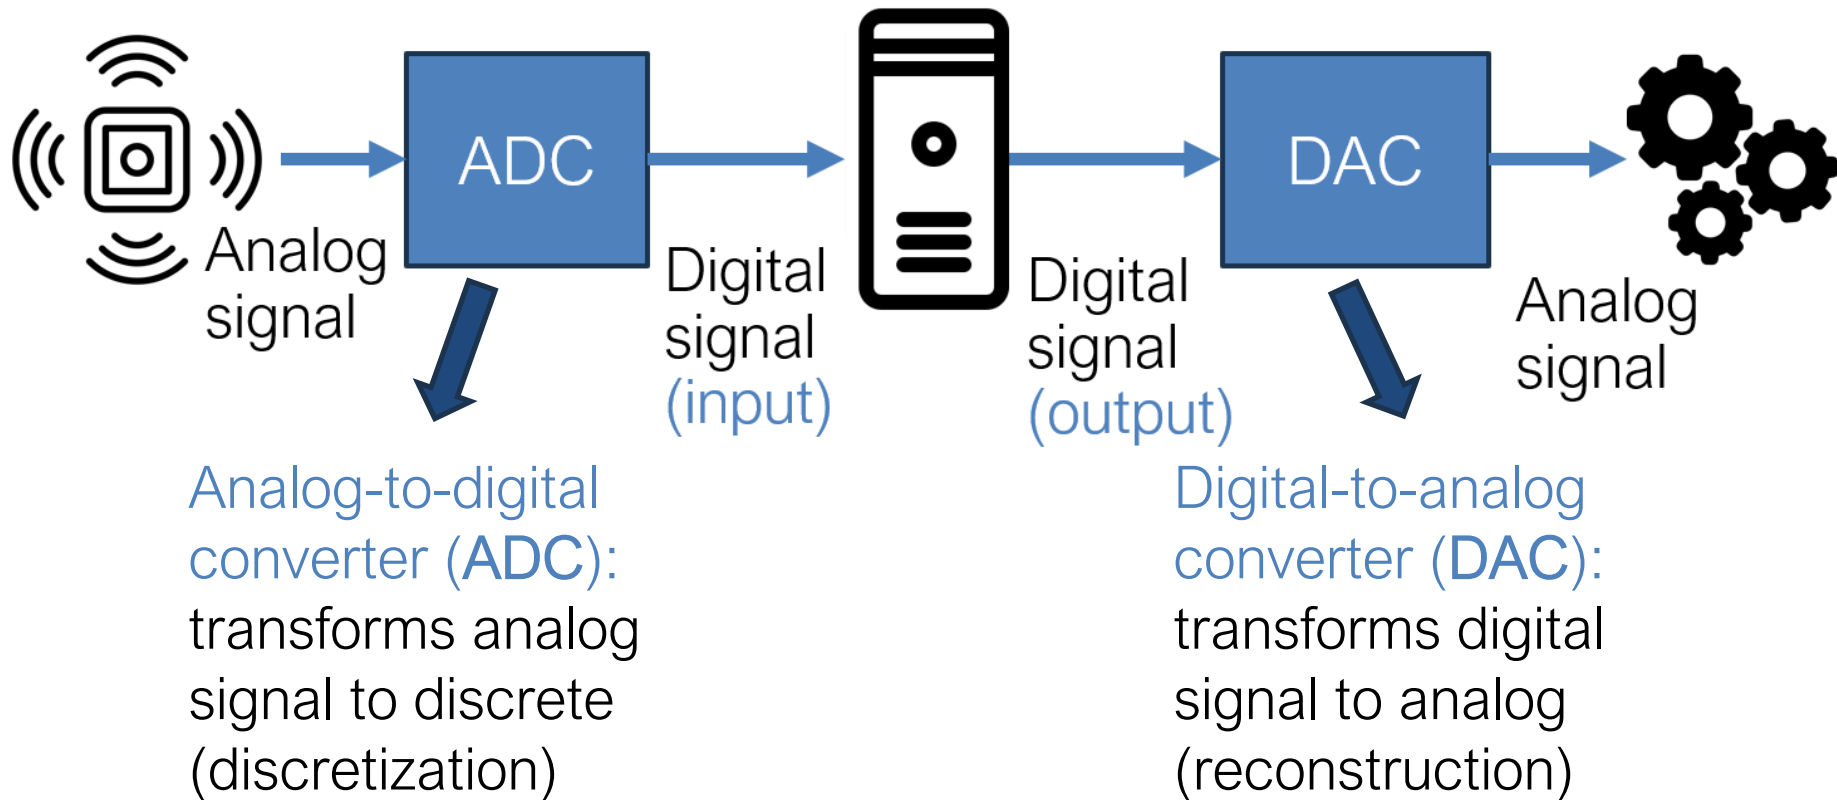 ADC
DAC
Analog
signal
Digital
signal
(input)
Digital
signal
(output)
Analog
signal
Analog-to-digital
converter (ADC):
transforms analog
signal to discrete
(discretization)
Digital-to-analog
converter (DAC):
transforms digital
signal to analog
(reconstruction)